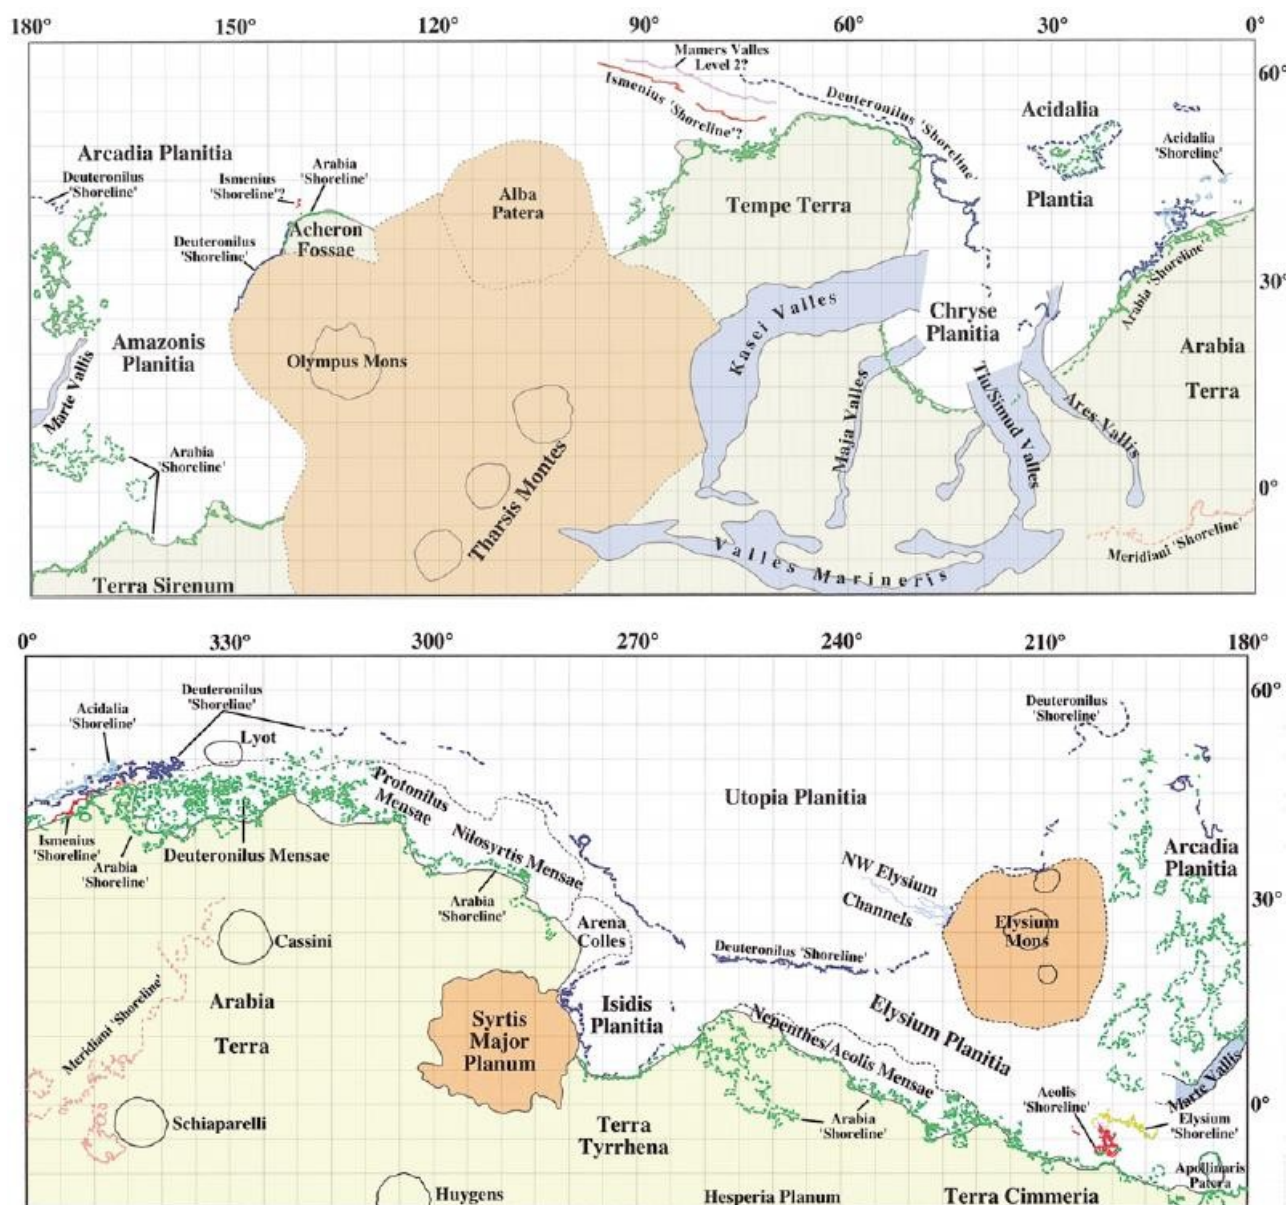 180° 150° 120° 90° 60° 30° 0°
Mamers Valles
Level 2?
60°
Ismenius 'Shoreline'?
Deuteronilus 'Shoreline'
Acidalia
Plantia
Acidalia
'Shoreline'
Arcadia Planitia
Deuteronilus
'Shoreline'
Ismenius
'Shoreline'?
Arabia
'Shoreline'
Alba
Patera
Tempe Terra
Acheron
Fossae
Deuteronilus
'Shoreline'
30°
Arabia 'Shoreline'
Kasei Valles
Chryse
Planitia
Amazonis
Planitia
Olympus Mons
Arabia
Terra
Marte Vallis
Maja Valles
Tiu/Simud Valles
Ares Vallis
Arabia
'Shoreline'
Tharsis Montes
0°
Meridiani 'Shoreline'
Valles Marineris
Terra Sirenum
0° 330° 300° 270° 240° 210° 180°
60°
Deuteronilus
'Shoreline'
Acidalia
'Shoreline'
Lyot
Deuteronilus
'Shoreline'
Protonilus
Mensae
Utopia Planitia
Nilosyrtis Mensae
Ismenius
'Shoreline'
Arabia
'Shoreline'
Deuteronilus Mensae
Arcadia
Planitia
NW Elysium
Channels
Arabia
'Shoreline'
30°
Cassini
Arena
Colles
Elysium
Mons
Deuteronilus 'Shoreline'
Meridiani 'Shoreline'
Arabia
Terra
Isidis
Planitia
Syrtis
Major
Planum
Elysium Planitia
Nepenthes/Aeolis Mensae
Marte Vallis
0°
Aeolis
'Shoreline'
Elysium
'Shoreline'
Schiaparelli
Terra
Tyrrhena
Arabia
'Shoreline'
Apollinaris
Patera
Huygens
Hesperia Planum
Terra Cimmeria